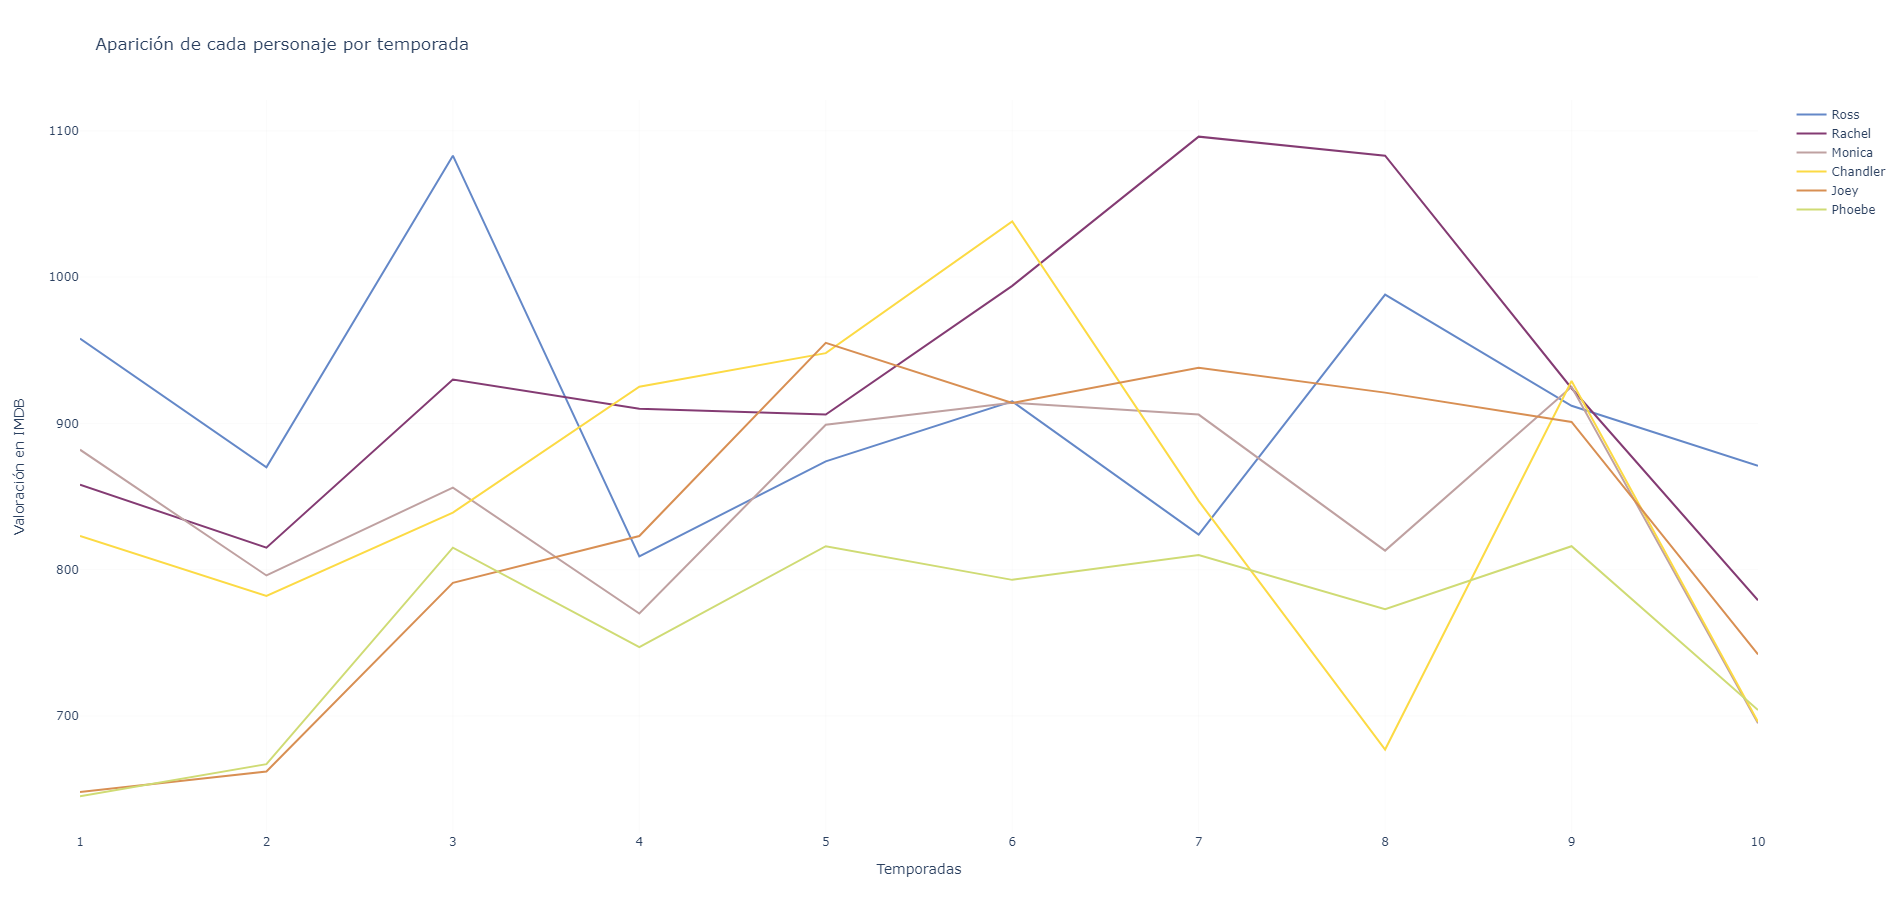 Aparición de cada personaje por temporada
1100
1000
900
800
700
Valoración en IMDB
1 2 3 4 5 6 7 8 9 10
Temporadas
Ross
Rachel
Monica
Chandler
Joey
Phoebe